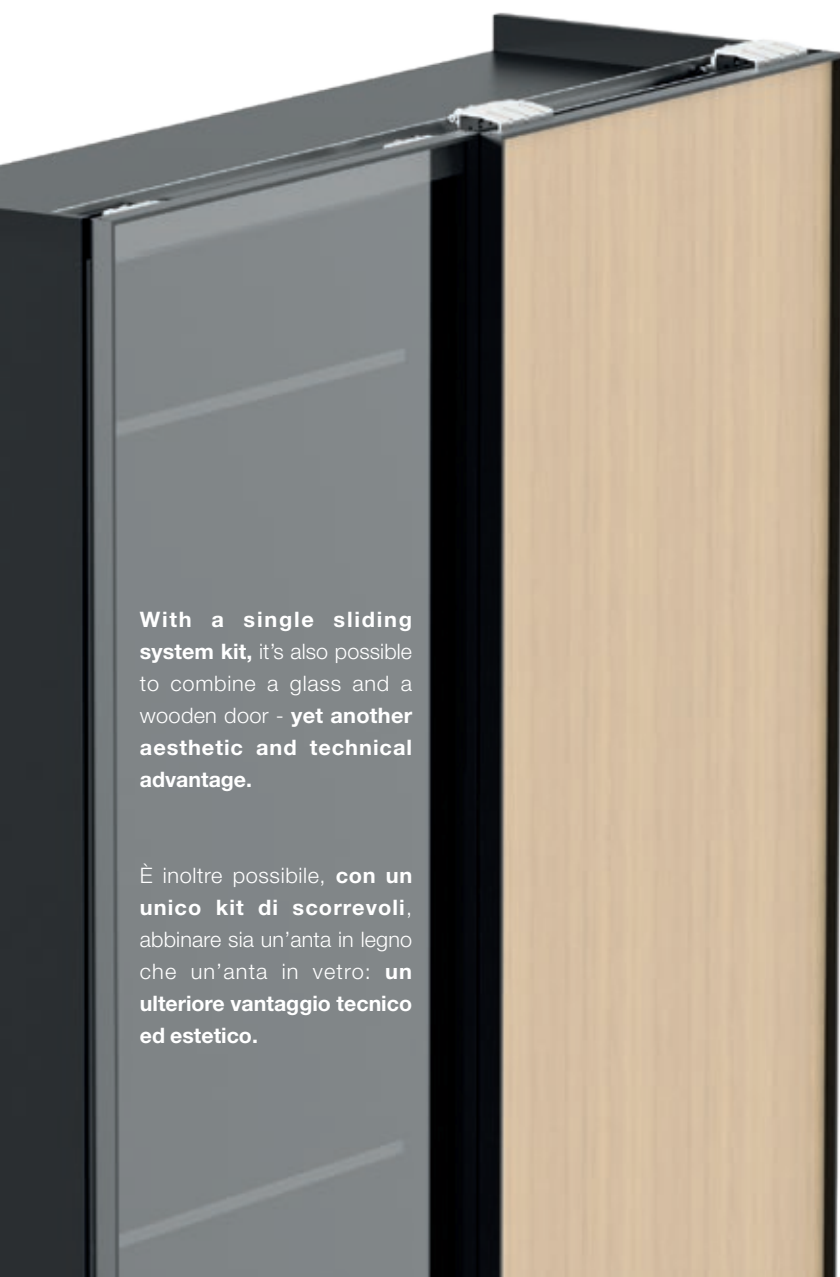 With a single sliding
system kit, it's also possible
to combine a glass and a
wooden door - yet another
aesthetic and technical
advantage.
È inoltre possibile, con un
unico kit di scorrevoli,
abbinare sia un'anta in legno
che un'anta in vetro: un
ulteriore vantaggio tecnico
ed estetico.